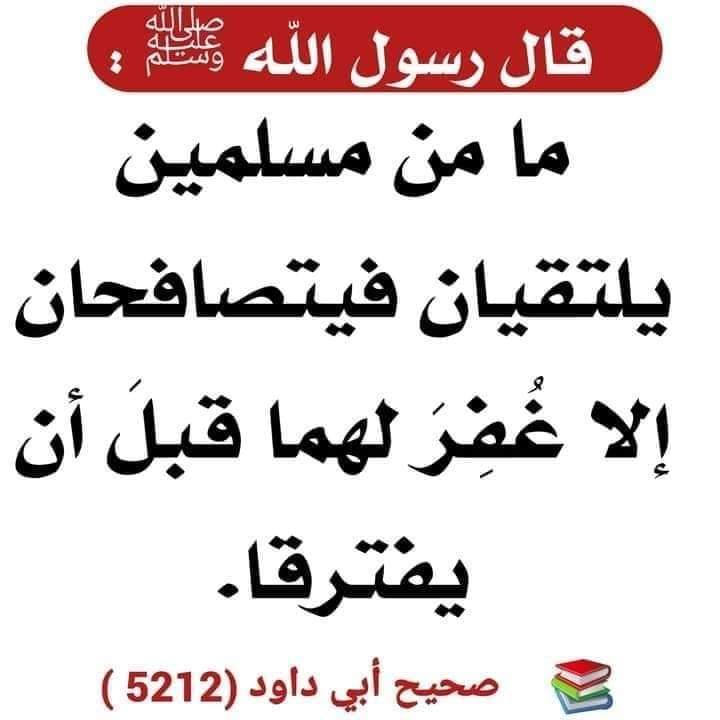 قال رسول الله ﷺ :
ما من مسلمين
يلتقيان فيتصافحان
إلا غُفِرَ لهما قبلَ أن
يفترقا.
صحيح أبي داود (5212 )